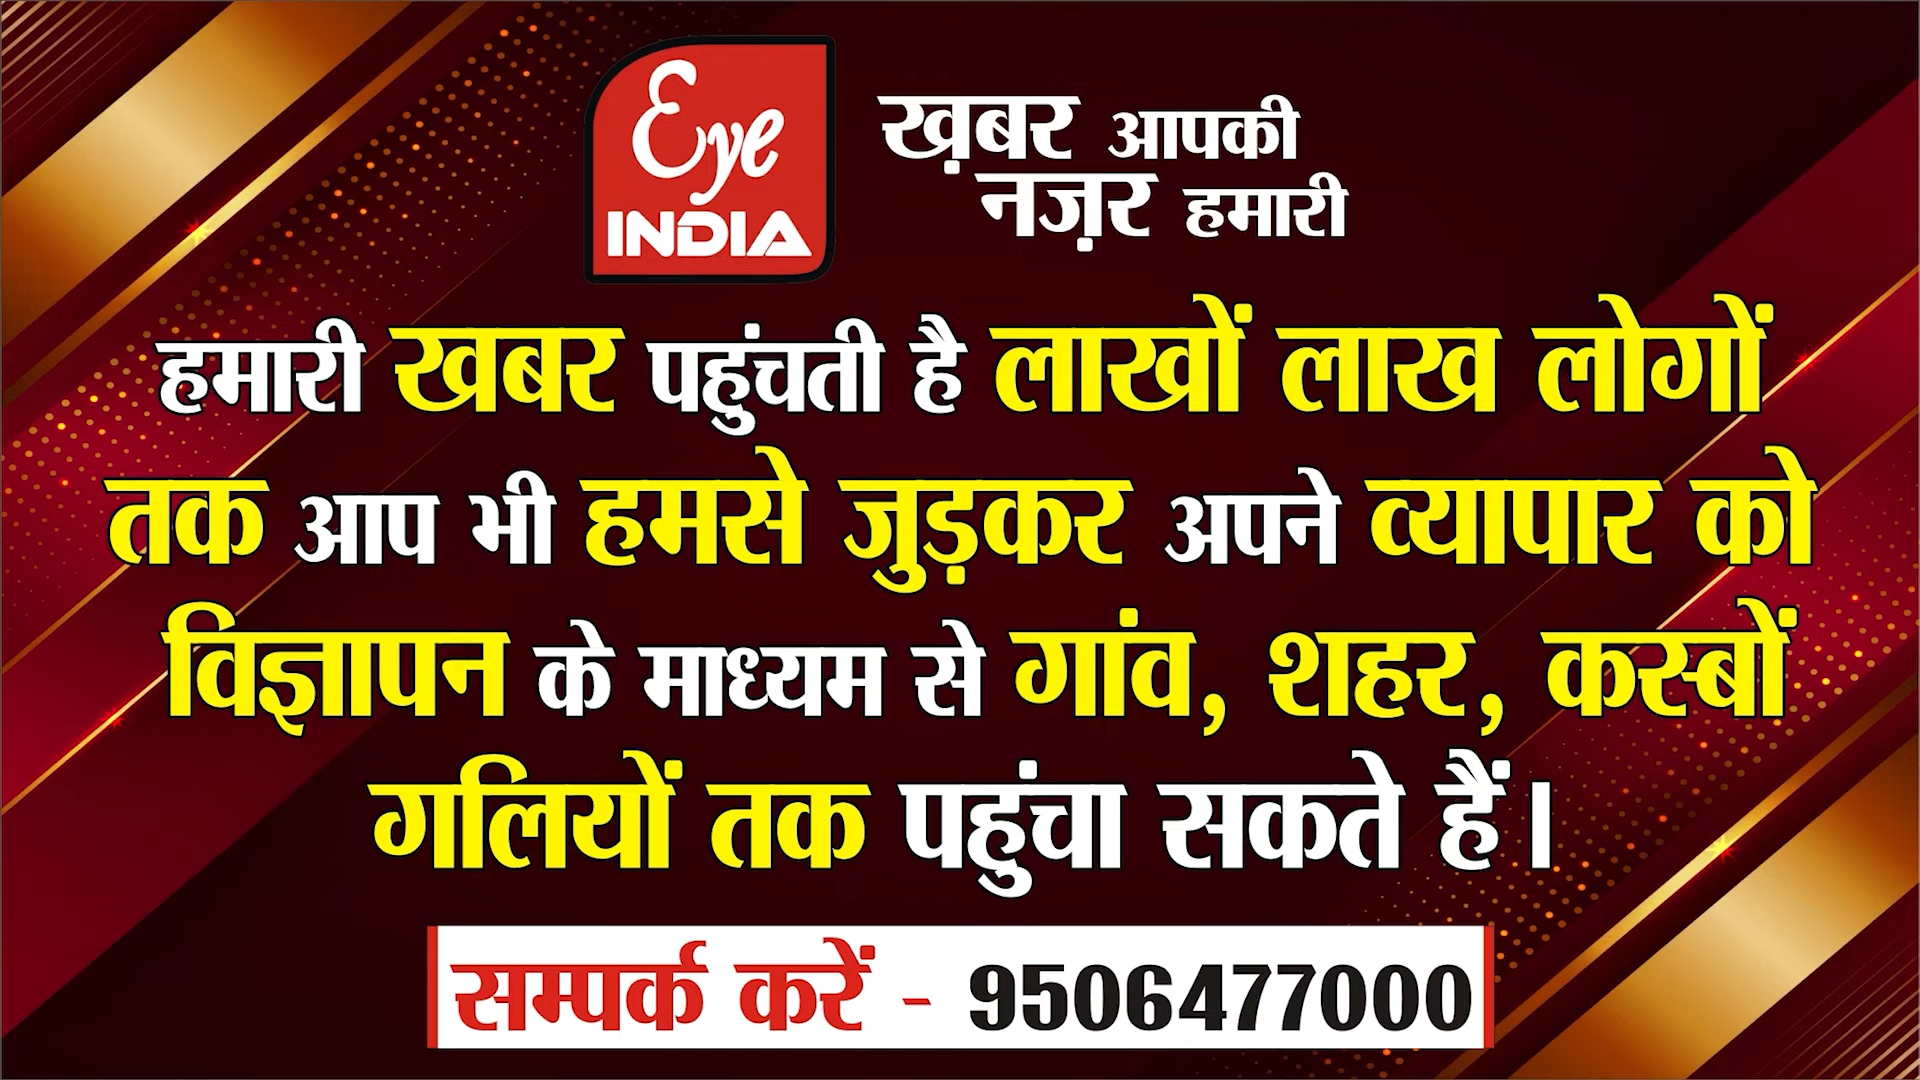 Eye
INDIA
ख़बर आपकी
नज़र हमारी
हमारी खबर पहुंचती है लाखों लाख लोगों
तक आप भी हमसे जुड़कर अपने व्यापार को
विज्ञापन के माध्यम से गांव, शहर, कस्बों
गलियों तक पहुंचा सकते हैं।
सम्पर्क करें - 9506477000